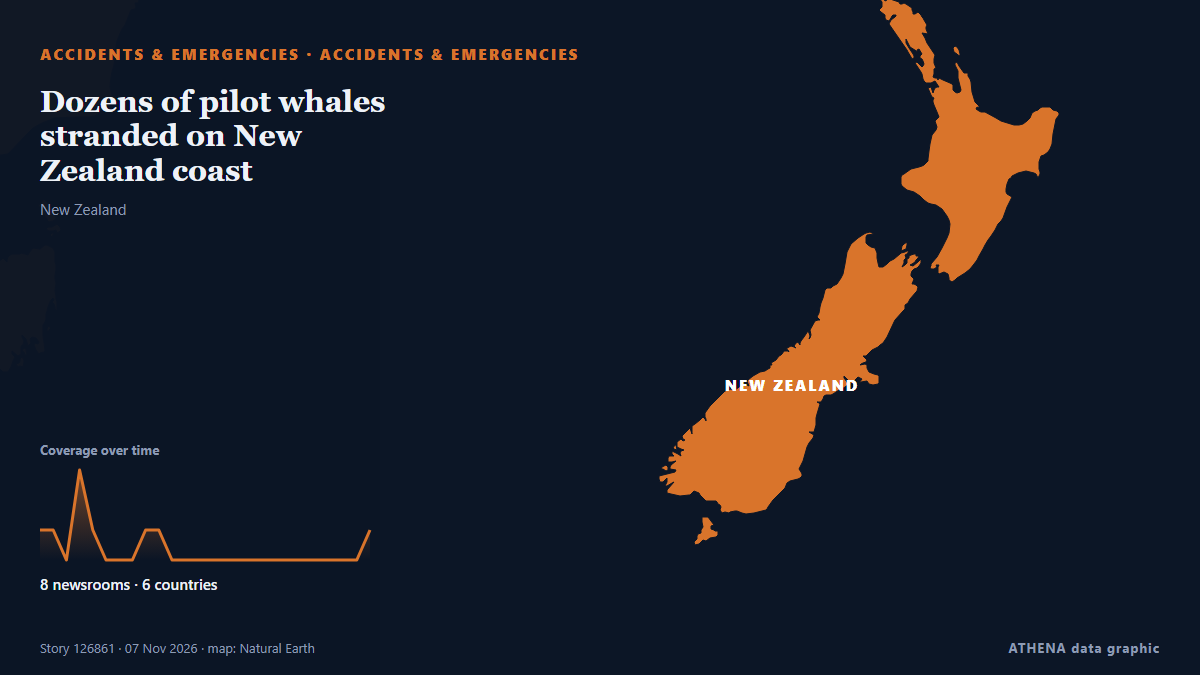 ACCIDENTS & EMERGENCIES · ACCIDENTS & EMERGENCIES
Dozens of pilot whales
stranded on New
Zealand coast
New Zealand
NEW ZEALAND
Coverage over time
8 newsrooms · 6 countries
Story 126861 · 07 Nov 2026 · map: Natural Earth
ATHENA data graphic